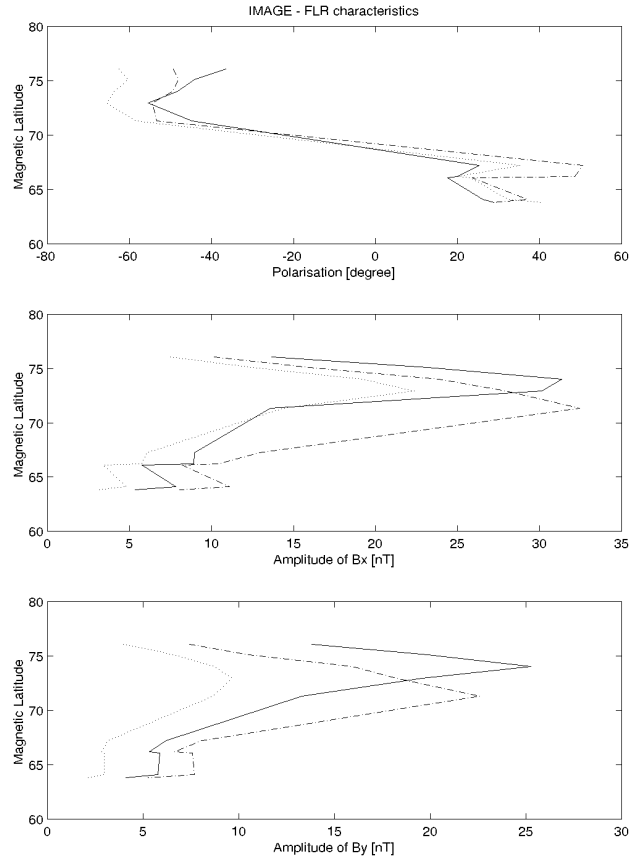 IMAGE - FLR characteristics
80
75
70
65
60
Magnetic Latitude
-80 -60 -40 -20 0 20 40 60
Polarisation [degree]
80
75
70
65
60
Magnetic Latitude
0 5 10 15 20 25 30 35
Amplitude of Bx [nT]
80
75
70
65
60
Magnetic Latitude
0 5 10 15 20 25 30
Amplitude of By [nT]